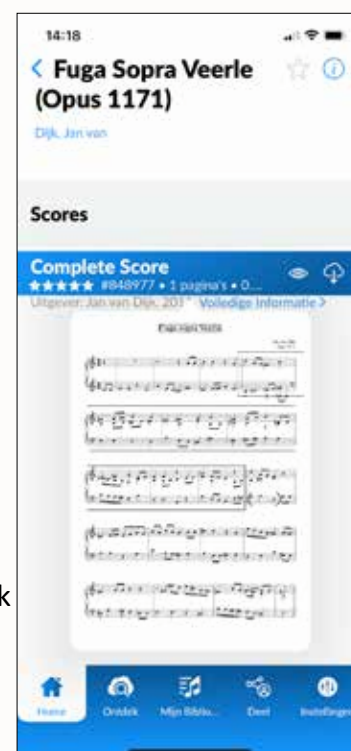 14:18
Fuga Sopra Veerle
(Opus 1171)
Dijk, Jan van
Scores
Complete Score
#848977 • 1 pagina's • 0....
Uitgever: Jan van Dijk, 201* Volledige Informatie >
k
Home Ontdek Mijn Biblio... Deel Instellingen